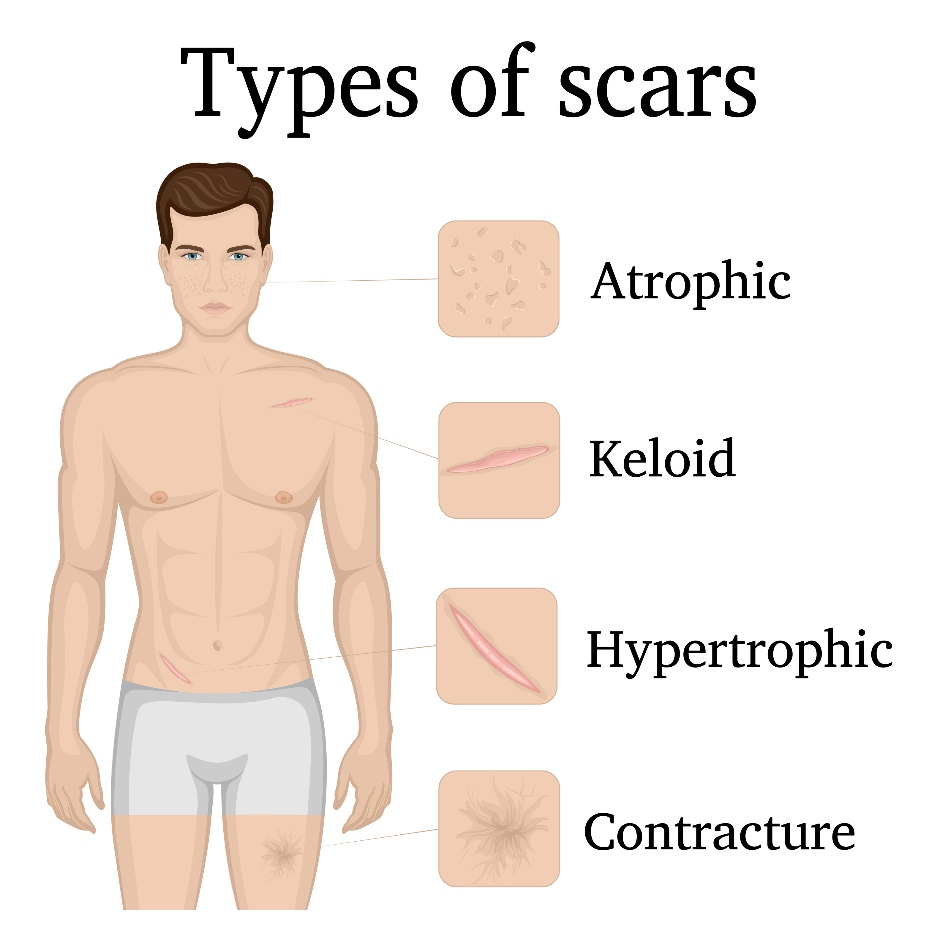 Types of scars
Atrophic
Keloid
Hypertrophic
Contracture